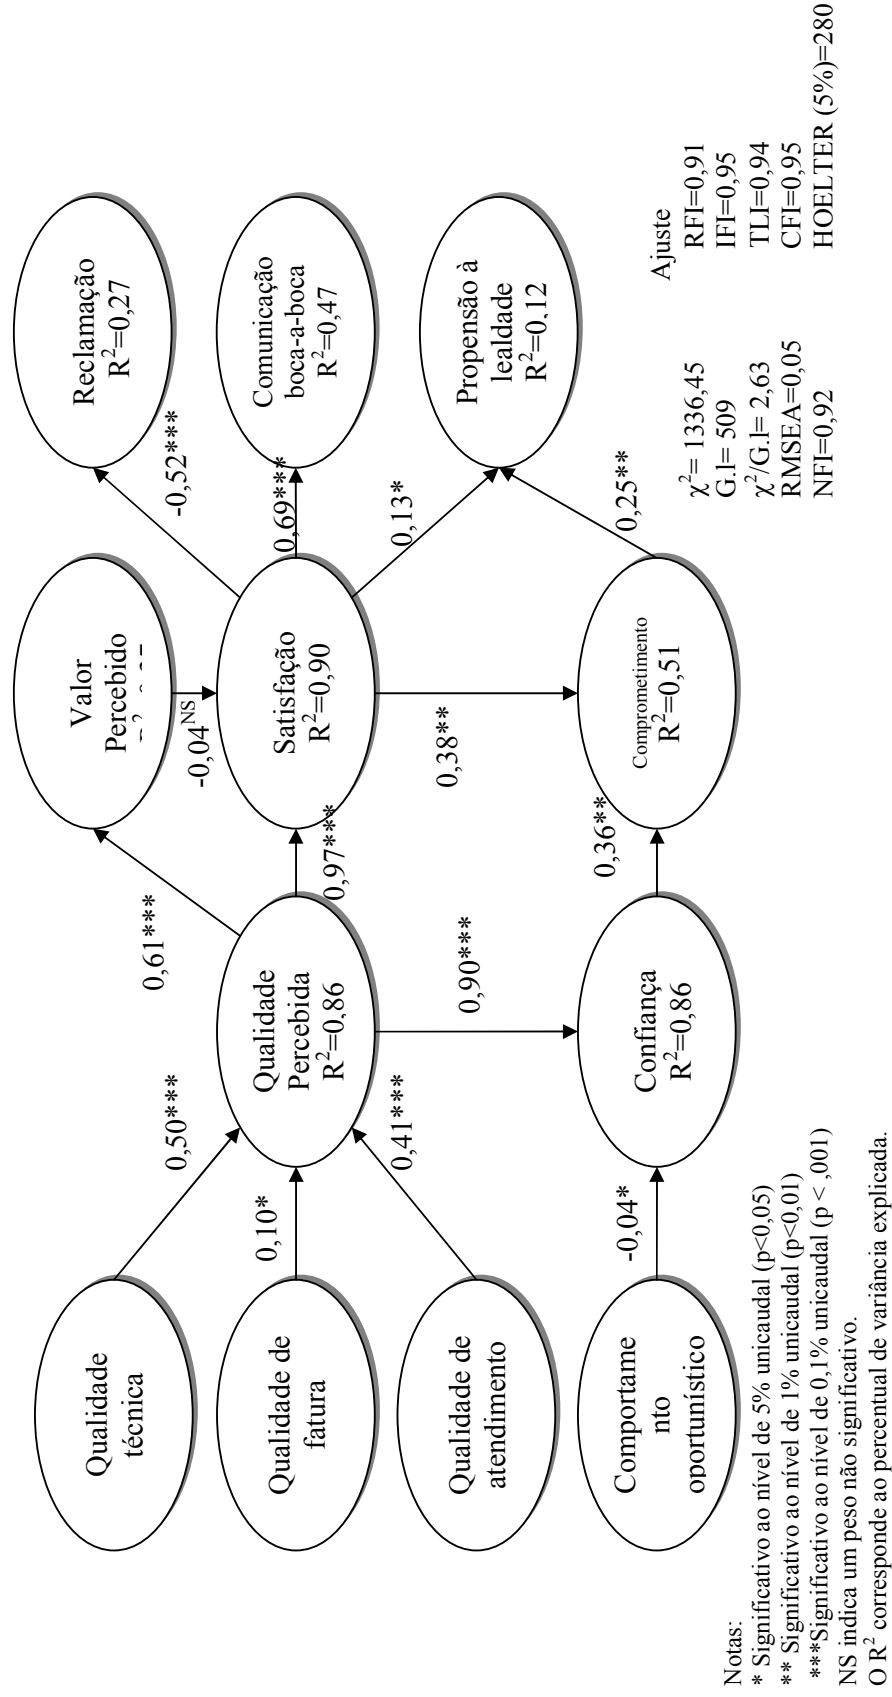 Qualidade
técnica
0,50***
Qualidade de
fatura
0,10*
Qualidade de
atendimento
0,41***
Comportame
nto
oportunístico
-0,04*
Qualidade
Percebida
R²=0,86
0,61***
0,97***
0,90***
Confiança
R²=0,86
0,36**
Valor
Percebido
-0,04 NS
Satisfação
R²=0,90
0,38**
Comprometimento
R²=0,51
-0,52***
0,69***
0,13*
0,25**
Reclamação
R²=0,27
Comunicação
boca-a-boca
R²=0,47
Propensão à
lealdade
R²=0,12
Ajuste
χ²= 1336,45 RFI=0,91
G.l= 509 IFI=0,95
χ²/G.l= 2,63 TLI=0,94
RMSEA=0,05 CFI=0,95
NFI=0,92 HOELTER (5%)=280
Notas:
* Significativo ao nível de 5% unicaudal (p<0,05)
** Significativo ao nível de 1% unicaudal (p<0,01)
***Significativo ao nível de 0,1% unicaudal (p < ,001)
NS indica um peso não significativo.
O R² corresponde ao percentual de variância explicada.